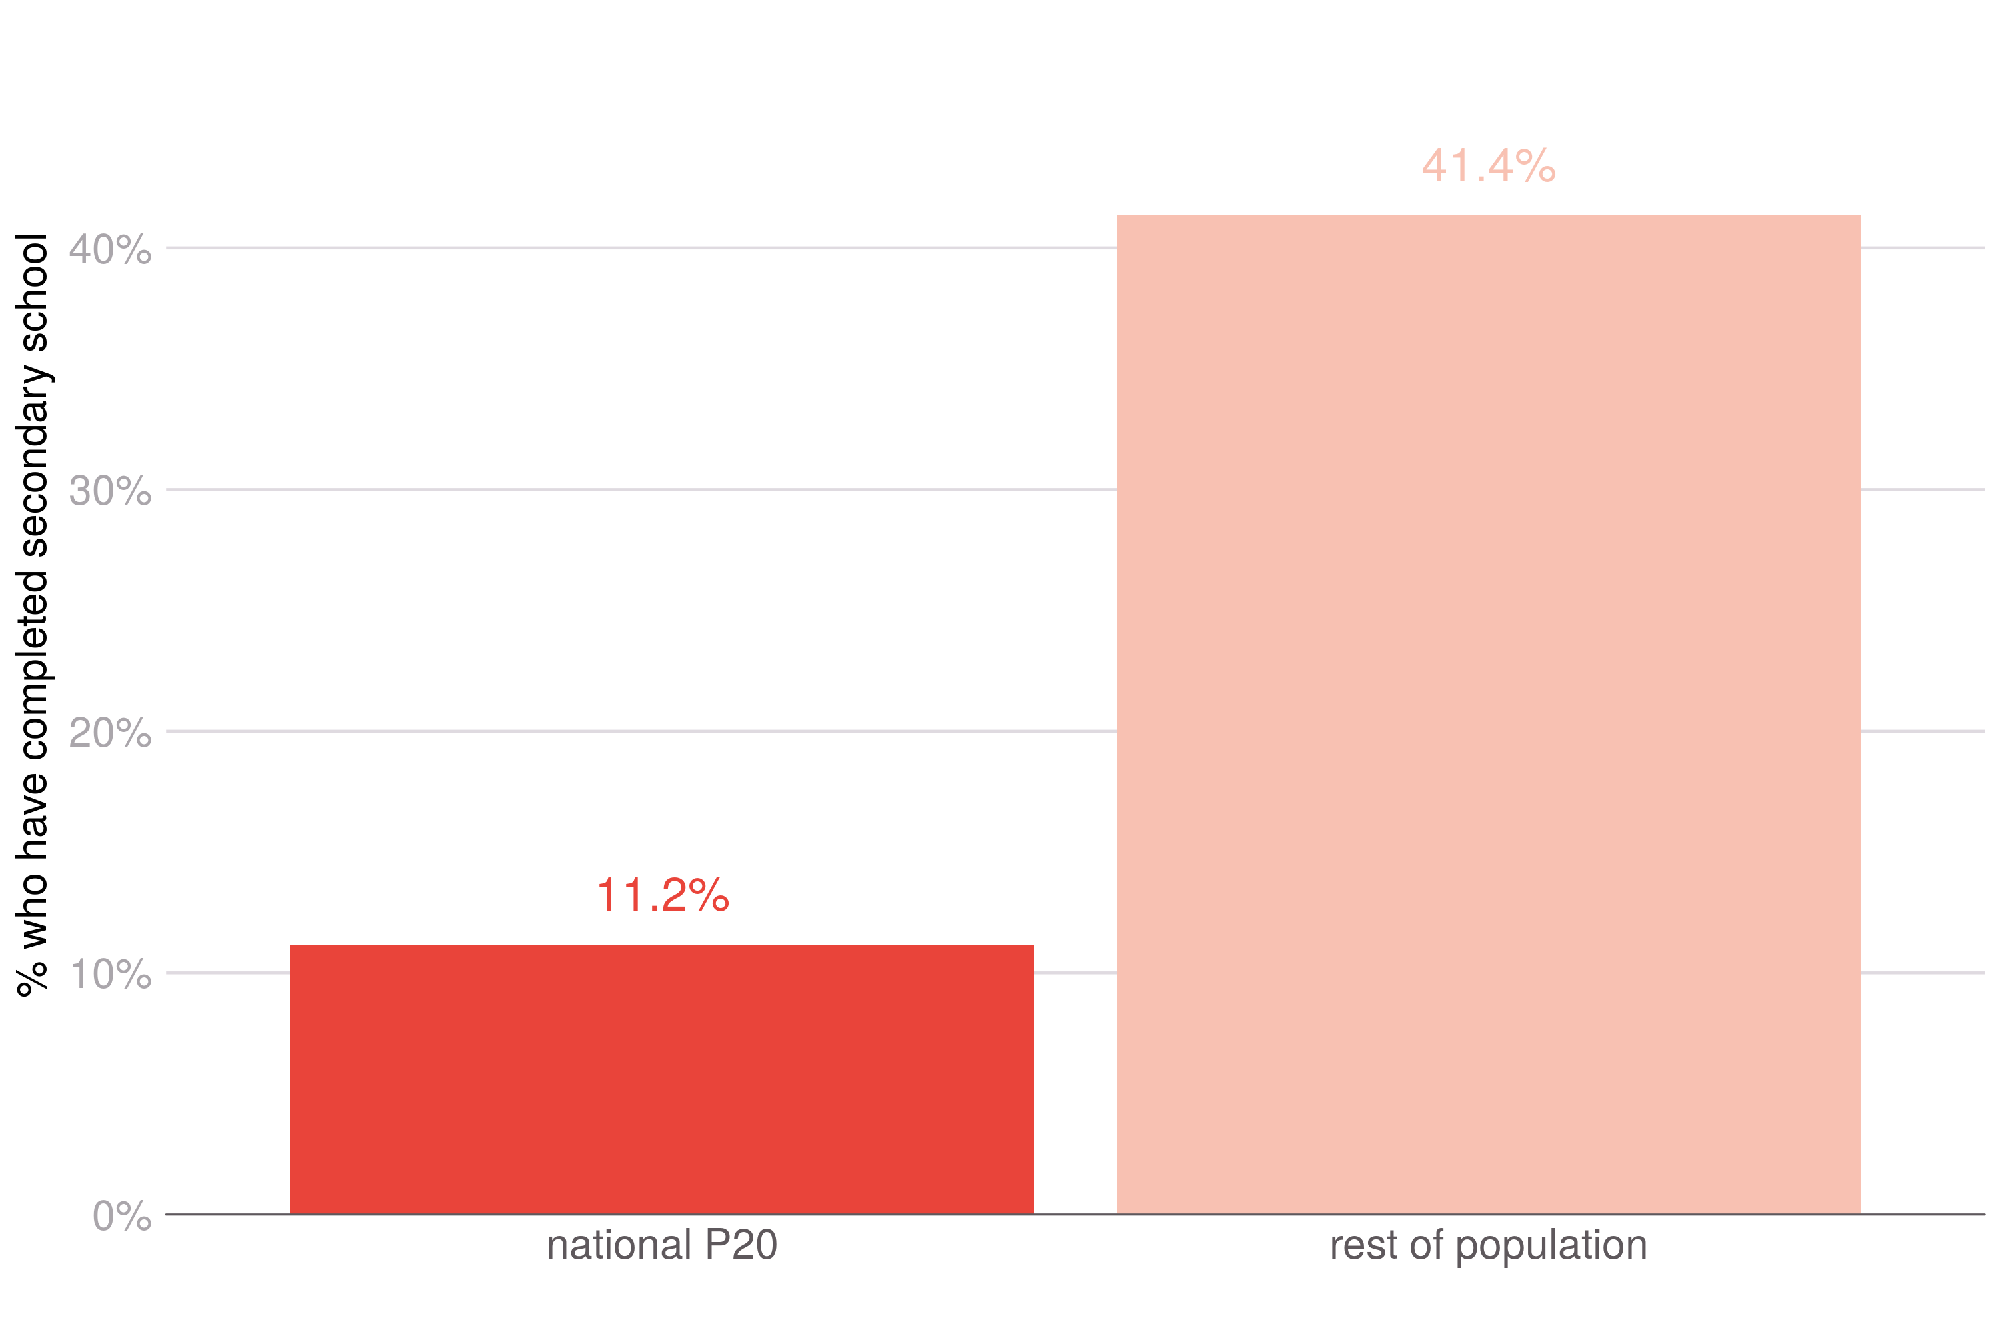 % who have completed secondary school
40%
30%
20%
10%
0%
41.4%
11.2%
national P20
rest of population